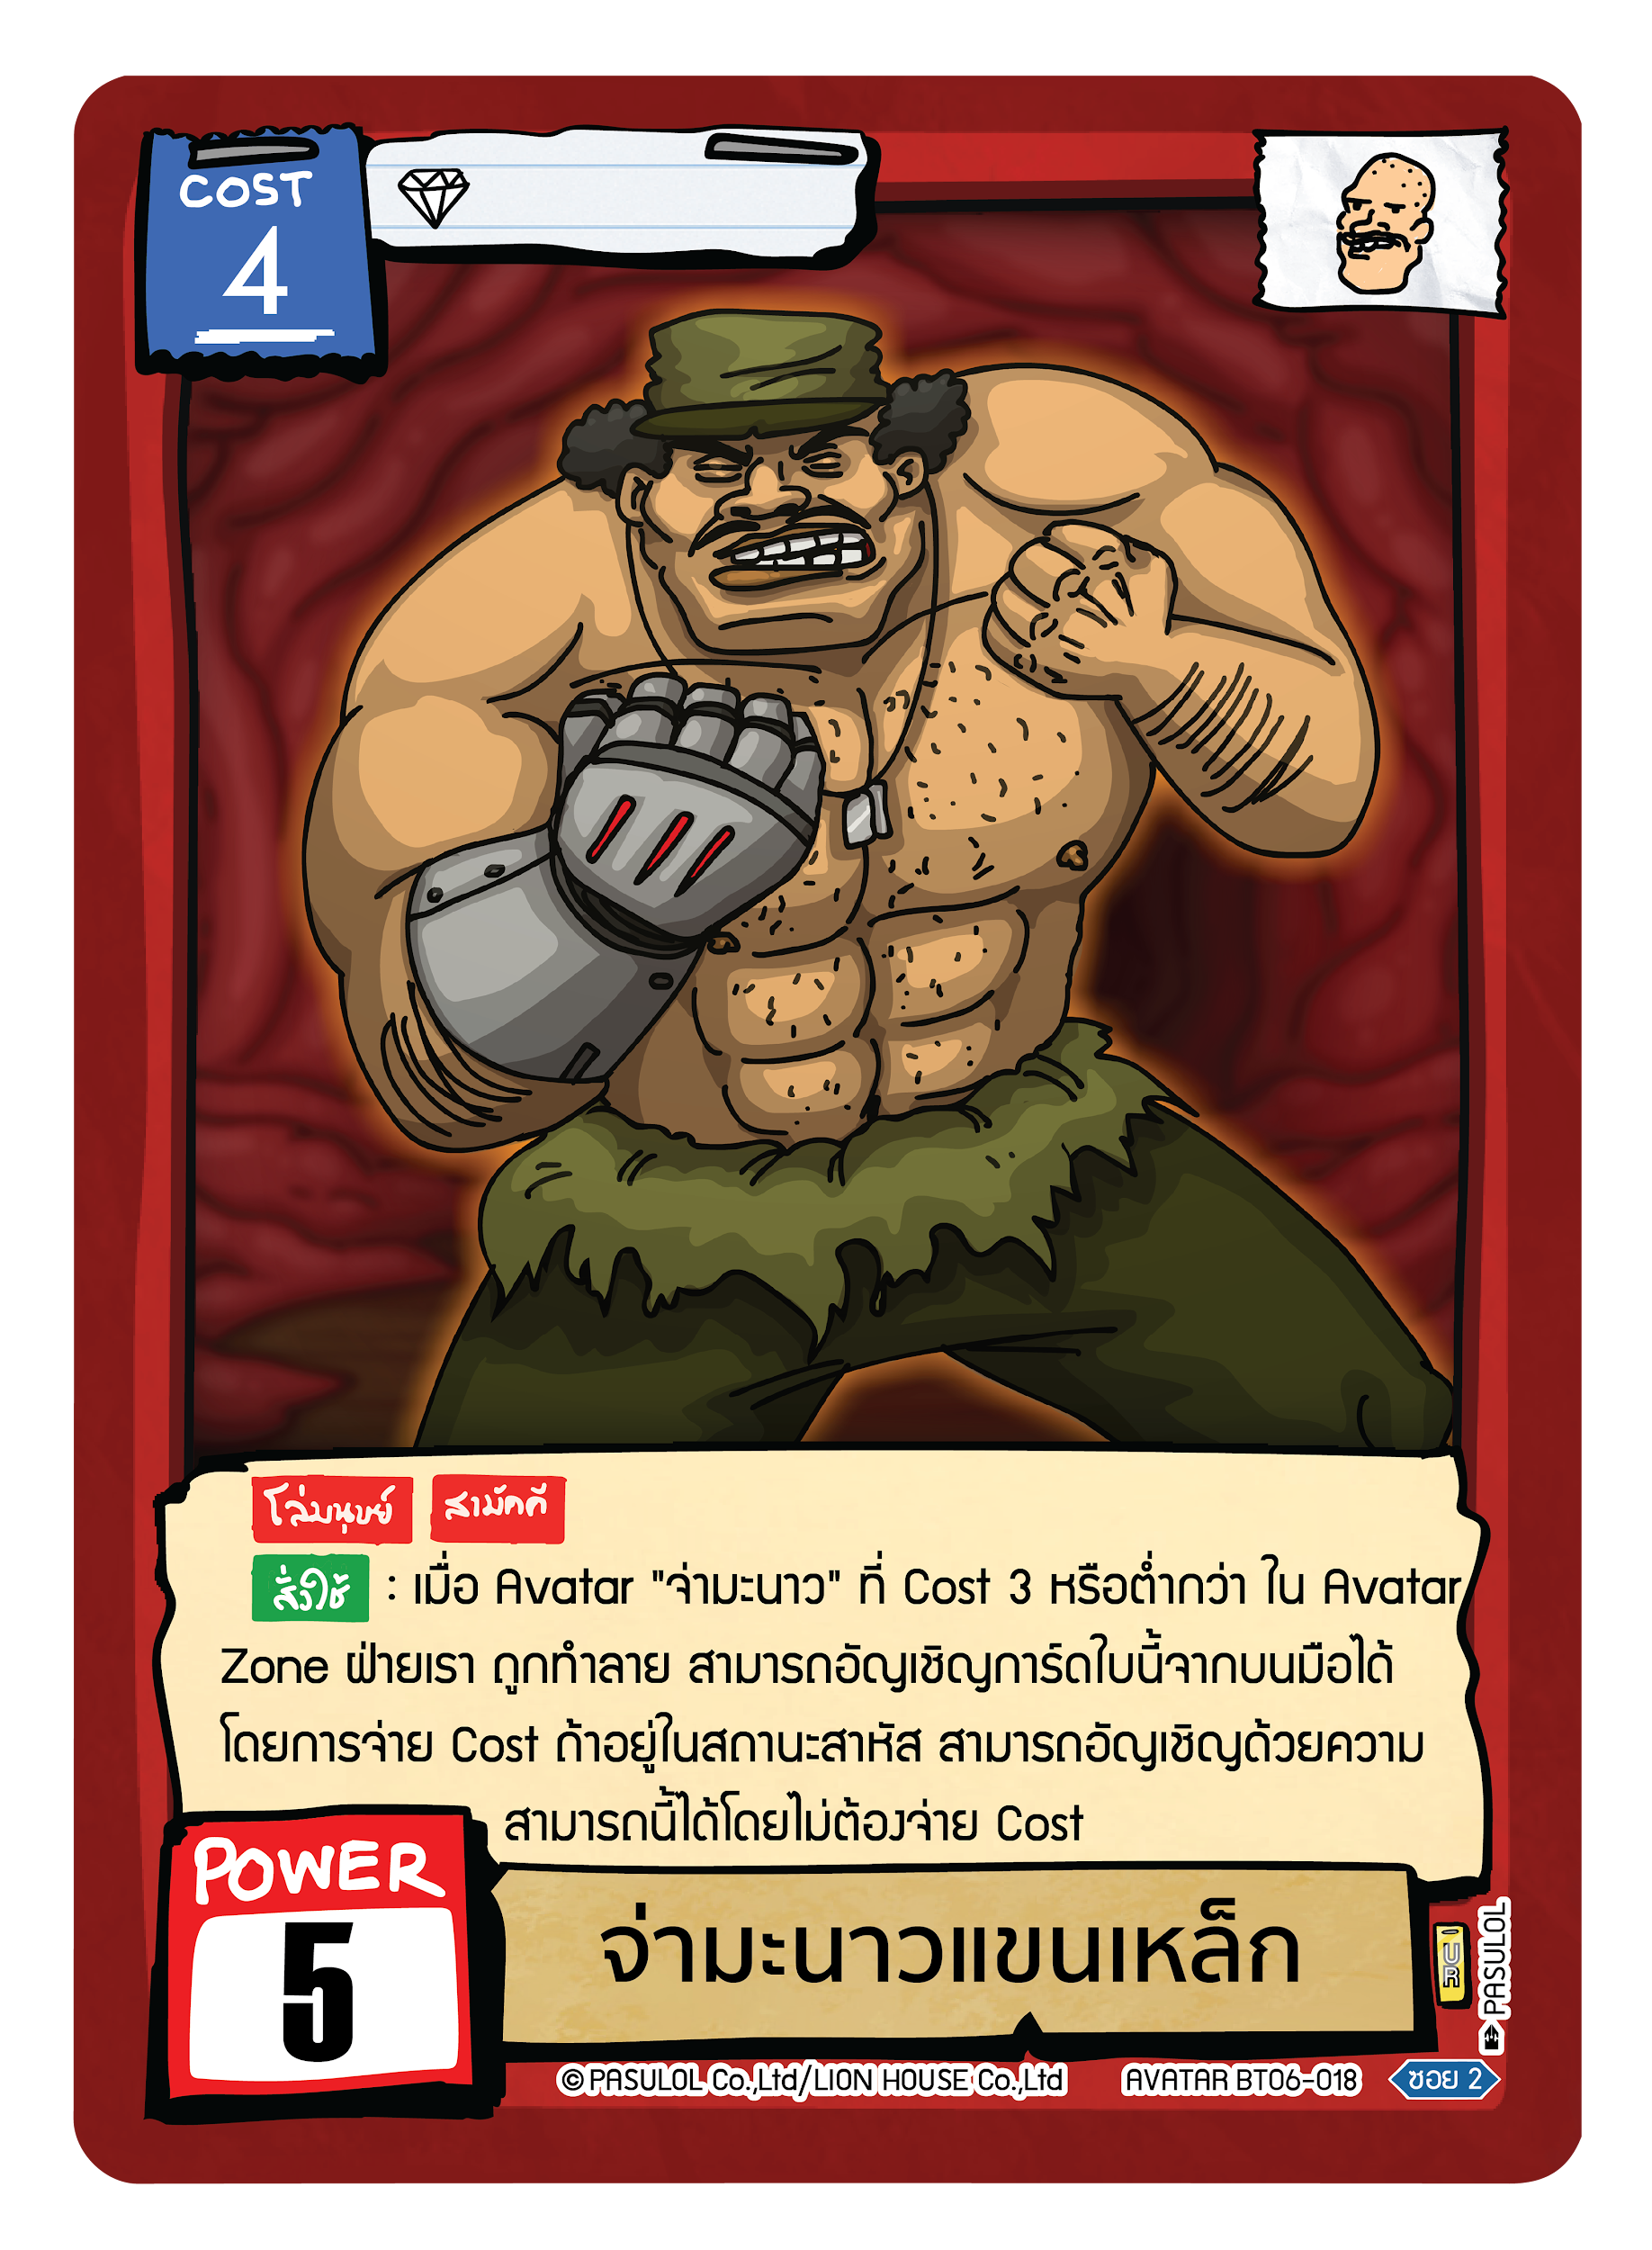 COST
4
โล่มนุษย์ สามัคคี
สั่งใช้ : เมื่อ Avatar "จ่ามะนาว" ที่ Cost 3 หรือต่ำกว่า ใน Avatar
Zone ฝ่ายเรา ถูกทำลาย สามารถอัญเชิญการ์ดใบนี้จากบนมือได้
โดยการจ่าย Cost ถ้าอยู่ในสถานะสาหัส สามารถอัญเชิญด้วยความ
สามารถนี้ได้โดยไม่ต้องจ่าย Cost
POWER
5
จ่ามะนาวแขนเหล็ก
UR
PASULOL
©PASULOL Co.,Ltd/LION HOUSE Co.,Ltd AVATAR BT06-018 ซอย 2